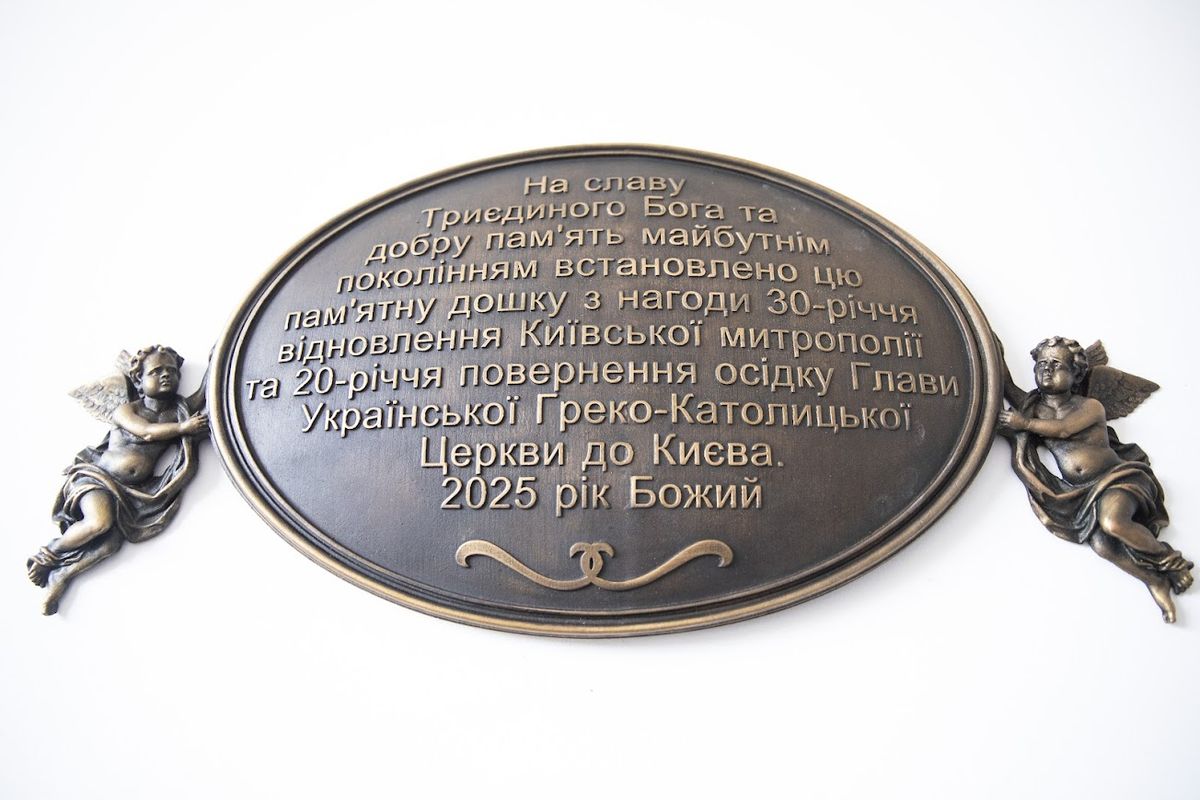 На славу
Триєдиного Бога та
добру пам'ять майбутнім
поколінням встановлено цю
пам'ятну дошку з нагоди 30-річчя
відновлення Київської митрополії
та 20-річчя повернення осідку Глави
Української Греко-Католицької
Церкви до Києва.
2025 рік Божий